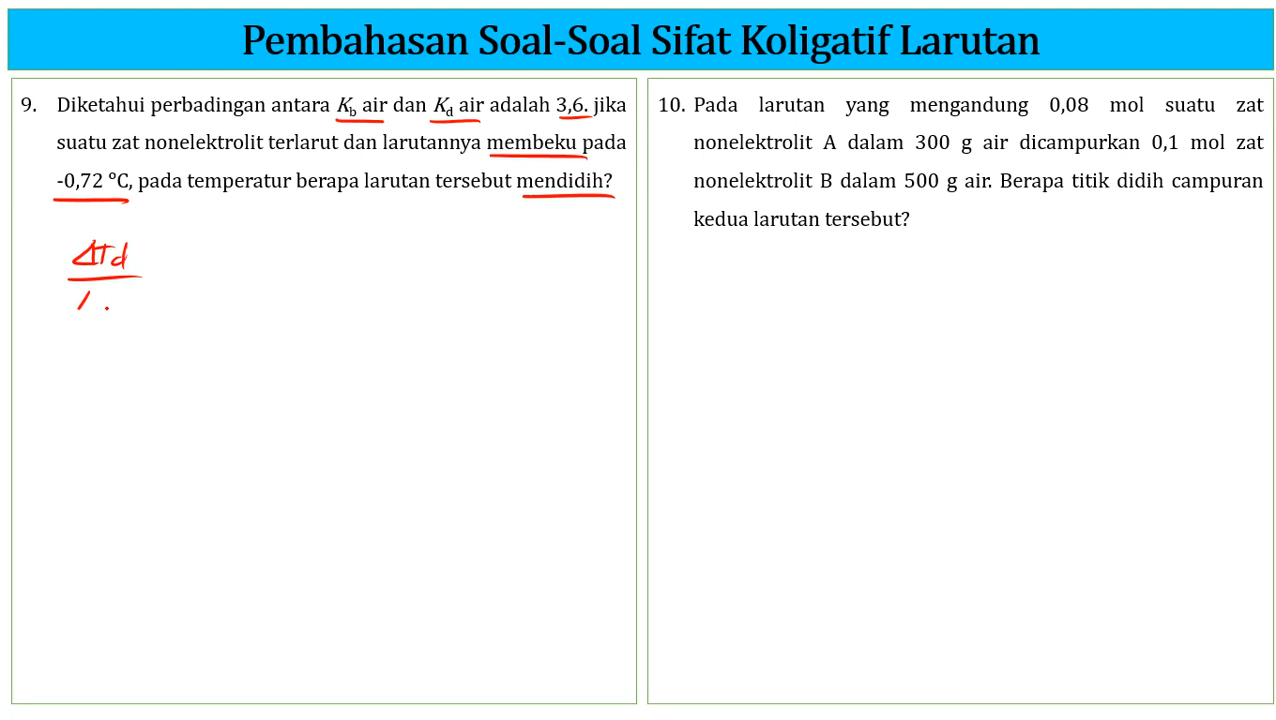 Pembahasan Soal-Soal Sifat Koligatif Larutan
9. Diketahui perbadingan antara Kb air dan Kd air adalah 3,6. jika
suatu zat nonelektrolit terlarut dan larutannya membeku pada
-0,72 °C, pada temperatur berapa larutan tersebut mendidih?
ΔTd
10. Pada larutan yang mengandung 0,08 mol suatu zat
nonelektrolit A dalam 300 g air dicampurkan 0,1 mol zat
nonelektrolit B dalam 500 g air. Berapa titik didih campuran
kedua larutan tersebut?